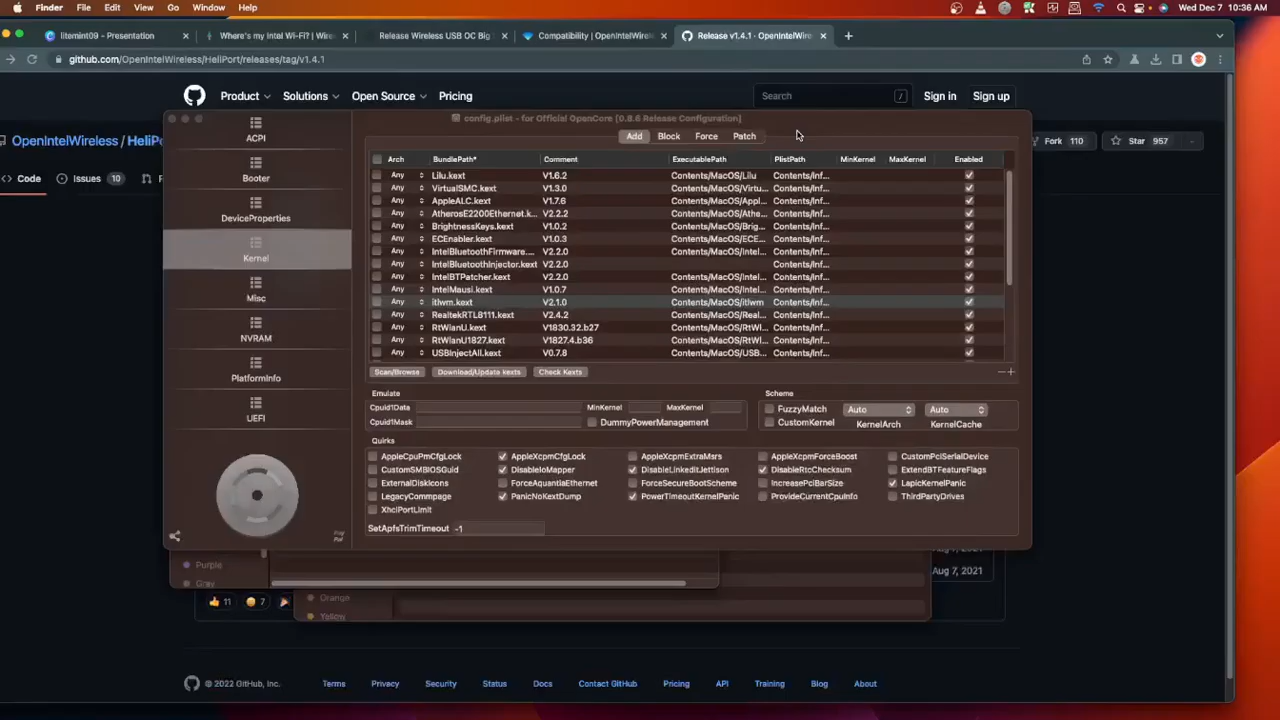 Finder File Edit View Go Window Help Wed Dec 7 10:36 AM
litemint09 - Presentation Where's my Intel Wi-Fi? | Wire Release Wireless USB OC Big Compatibility | OpenIntelWirele Release v1.4.1 · OpenIntelWire
github.com/OpenIntelWireless/HeliPort/releases/tag/v1.4.1
Product Solutions Open Source Pricing Search / Sign in Sign up
OpenIntelWireless / HeliP Fork 110 Star 957
Code Issues 10
config.plist - for Official OpenCore [0.8.6 Release Configuration]
ACPI
Booter
DeviceProperties
Kernel
Misc
NVRAM
PlatformInfo
UEFI
Add Block Force Patch
Arch BundlePath* Comment ExecutablePath PlistPath MinKernel MaxKernel Enabled
Any Lilu.kext V1.6.2 Contents/MacOS/Lilu Contents/Inf...
Any VirtualSMC.kext V1.3.0 Contents/MacOS/Virtu... Contents/Inf...
Any AppleALC.kext V1.7.6 Contents/MacOS/Appl... Contents/Inf...
Any AtherosE2200Ethernet.k... V2.2.2 Contents/MacOS/Athe... Contents/Inf...
Any BrightnessKeys.kext V1.0.2 Contents/MacOS/Brig... Contents/Inf...
Any ECEnabler.kext V1.0.3 Contents/MacOS/ECE... Contents/Inf...
Any IntelBluetoothFirmware.... V2.2.0 Contents/MacOS/Intel... Contents/Inf...
Any IntelBluetoothInjector.kext V2.2.0 Contents/Inf...
Any IntelBTPatcher.kext V2.2.0 Contents/MacOS/Intel... Contents/Inf...
Any IntelMausi.kext V1.0.7 Contents/MacOS/Intel... Contents/Inf...
Any itlwm.kext V2.1.0 Contents/MacOS/itlwm Contents/Inf...
Any RealtekRTL8111.kext V2.4.2 Contents/MacOS/Real... Contents/Inf...
Any RtWlanU.kext V1830.32.b27 Contents/MacOS/RtWl... Contents/Inf...
Any RtWlanU1827.kext V1827.4.b36 Contents/MacOS/RtWl... Contents/Inf...
Any USBInjectAll.kext V0.7.8 Contents/MacOS/USB... Contents/Inf...
Scan/Browse Download/Update kexts Check Kexts
Emulate
Cpuid1Data MinKernel MaxKernel
Cpuid1Mask DummyPowerManagement
Scheme
FuzzyMatch Auto Auto
CustomKernel KernelArch KernelCache
Quirks
AppleCpuPmCfgLock AppleXcpmCfgLock AppleXcpmExtraMsrs AppleXcpmForceBoost CustomPciSerialDevice
CustomSMBIOSGuid DisableIoMapper DisableLinkeditJettison DisableRtcChecksum ExtendBTFeatureFlags
ExternalDiskIcons ForceAquantiaEthernet ForceSecureBootScheme IncreasePciBarSize LapicKernelPanic
LegacyCommpage PanicNoKextDump PowerTimeoutKernelPanic ProvideCurrentCpuInfo ThirdPartyDrives
XhciPortLimit
SetApfsTrimTimeout -1
Aug 7, 2021
Purple
Aug 7, 2021
Gray
Orange
11 7
Yellow
© 2022 GitHub, Inc. Terms Privacy Security Status Docs Contact GitHub Pricing API Training Blog About